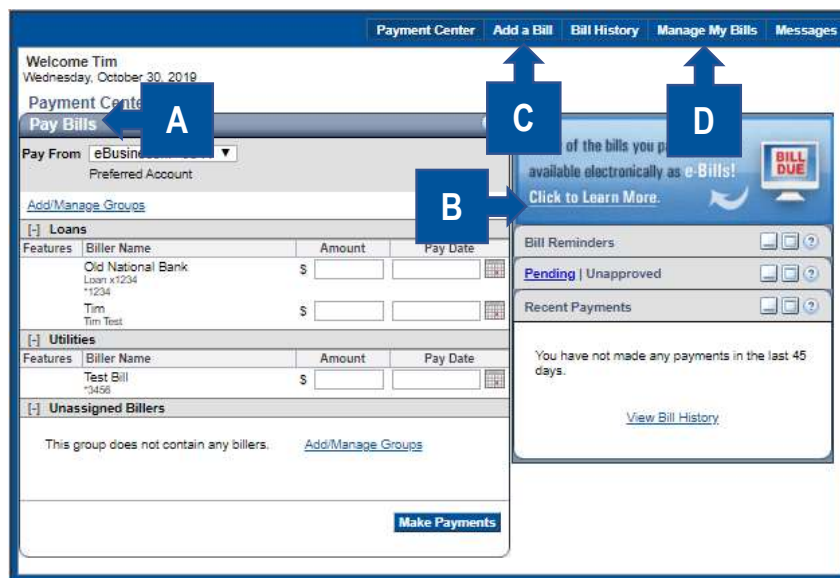 Payment Center Add a Bill Bill History Manage My Bills Messages
Welcome Tim
Wednesday, October 30, 2019
Payment
Pay Bills
A
C
D
of the bills you
available electronically as e-Bills!
Click to Learn More.
BILL
DUE
B
Pay From
Preferred Account
Add/Manage Groups
[-] Loans
Features Biller Name Amount Pay Date
Old National Bank $
Loan x1234
*1234
Tim $
Tim Test
[-] Utilities
Features Biller Name Amount Pay Date
Test Bill $
*3456
[-] Unassigned Billers
This group does not contain any billers. Add/Manage Groups
Make Payments
Bill Reminders ?
Pending | Unapproved ?
Recent Payments ?
You have not made any payments in the last 45
days.
View Bill History